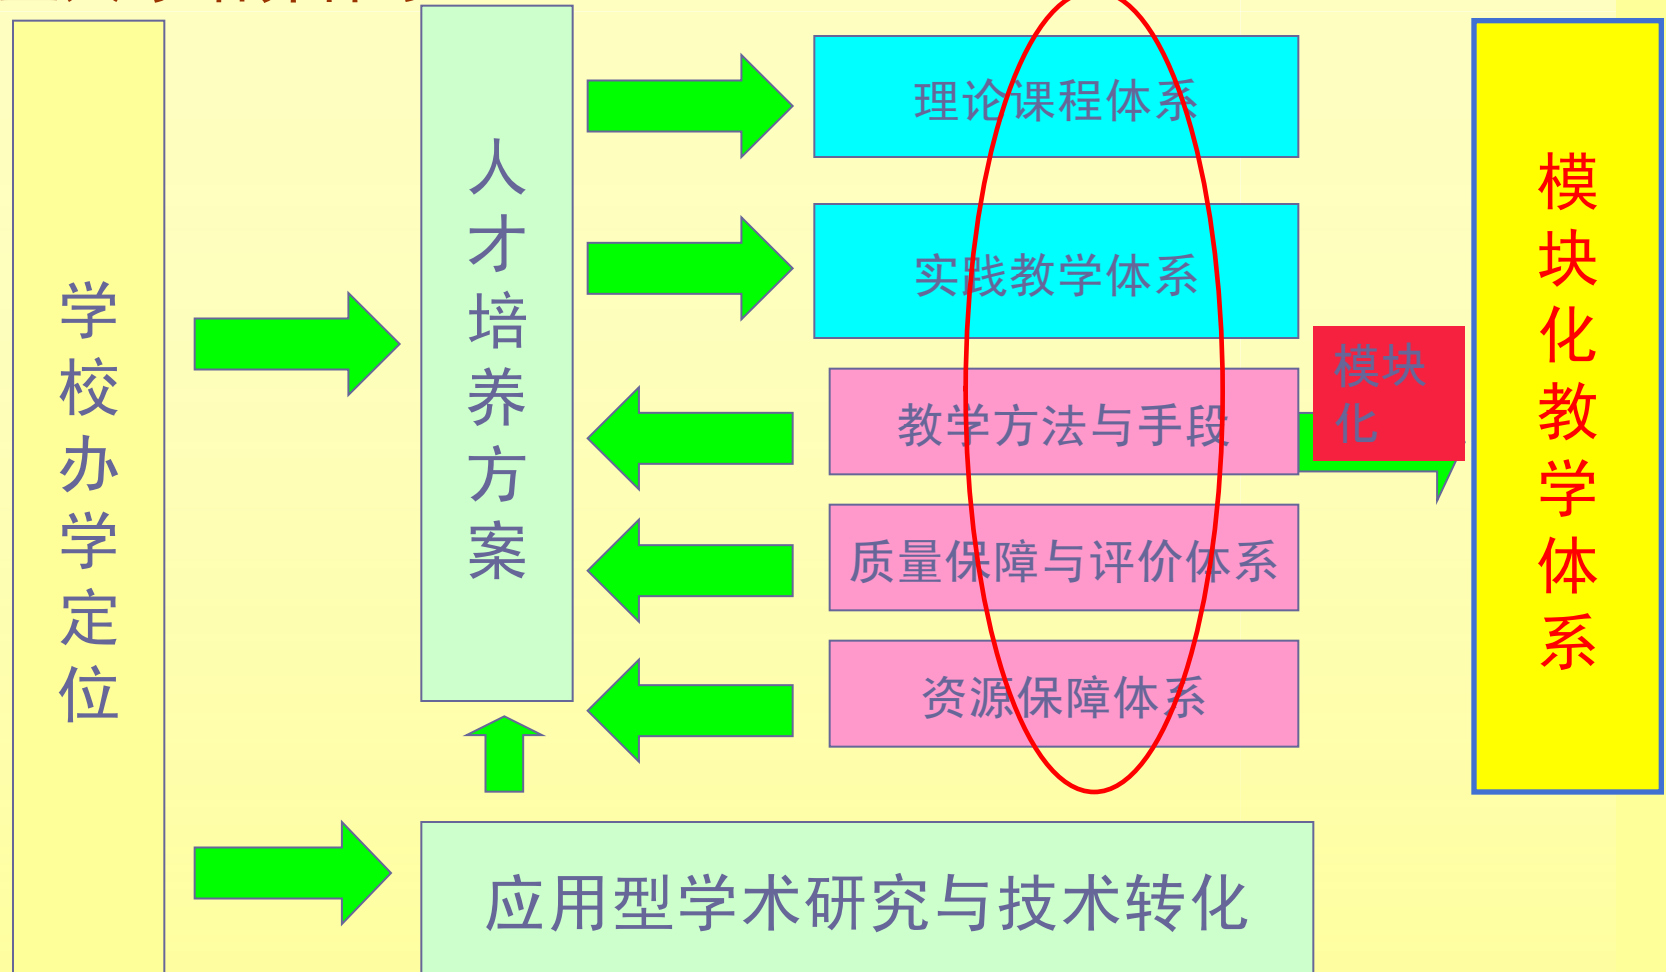 学校办学定位
人才培养方案
理论课程体系
实践教学体系
教学方法与手段
质量保障与评价体系
资源保障体系
模块
化
模块化教学体系
应用型学术研究与技术转化